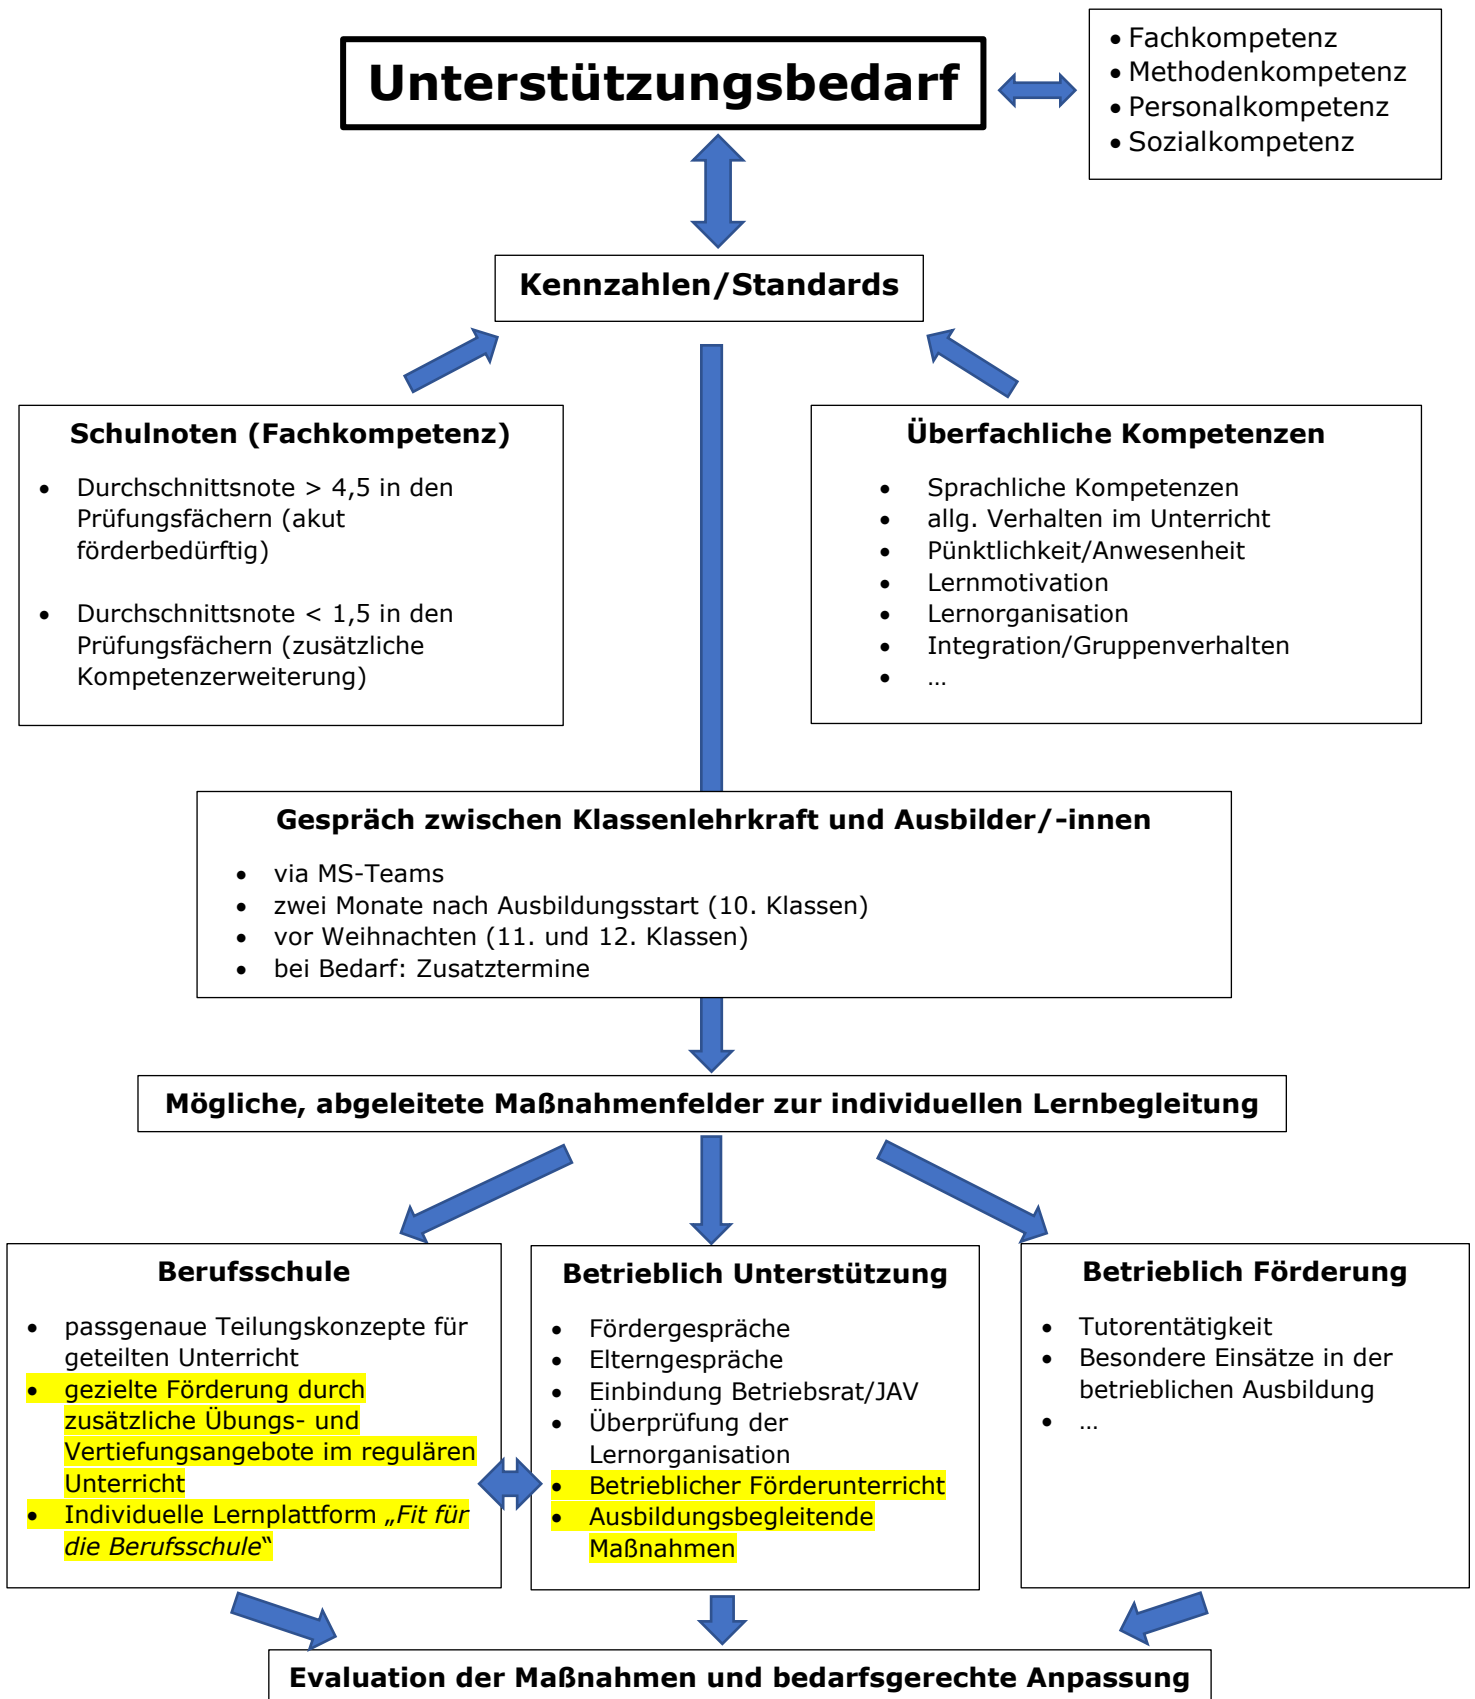 Unterstützungsbedarf
• Fachkompetenz
• Methodenkompetenz
• Personalkompetenz
• Sozialkompetenz
Kennzahlen/Standards
Schulnoten (Fachkompetenz)
• Durchschnittsnote > 4,5 in den
Prüfungsfächern (akut
förderbedürftig)
• Durchschnittsnote < 1,5 in den
Prüfungsfächern (zusätzliche
Kompetenzerweiterung)
Überfachliche Kompetenzen
• Sprachliche Kompetenzen
• allg. Verhalten im Unterricht
• Pünktlichkeit/Anwesenheit
• Lernmotivation
• Lernorganisation
• Integration/Gruppenverhalten
• …
Gespräch zwischen Klassenlehrkraft und Ausbilder/-innen
• via MS-Teams
• zwei Monate nach Ausbildungsstart (10. Klassen)
• vor Weihnachten (11. und 12. Klassen)
• bei Bedarf: Zusatztermine
Mögliche, abgeleitete Maßnahmenfelder zur individuellen Lernbegleitung
Berufsschule
• passgenaue Teilungskonzepte für
geteilten Unterricht
• gezielte Förderung durch
zusätzliche Übungs- und
Vertiefungsangebote im regulären
Unterricht
• Individuelle Lernplattform „Fit für
die Berufsschule“
Betrieblich Unterstützung
• Fördergespräche
• Elterngespräche
• Einbindung Betriebsrat/JAV
• Überprüfung der
Lernorganisation
• Betrieblicher Förderunterricht
• Ausbildungsbegleitende
Maßnahmen
Betrieblich Förderung
• Tutorentätigkeit
• Besondere Einsätze in der
betrieblichen Ausbildung
• …
Evaluation der Maßnahmen und bedarfsgerechte Anpassung